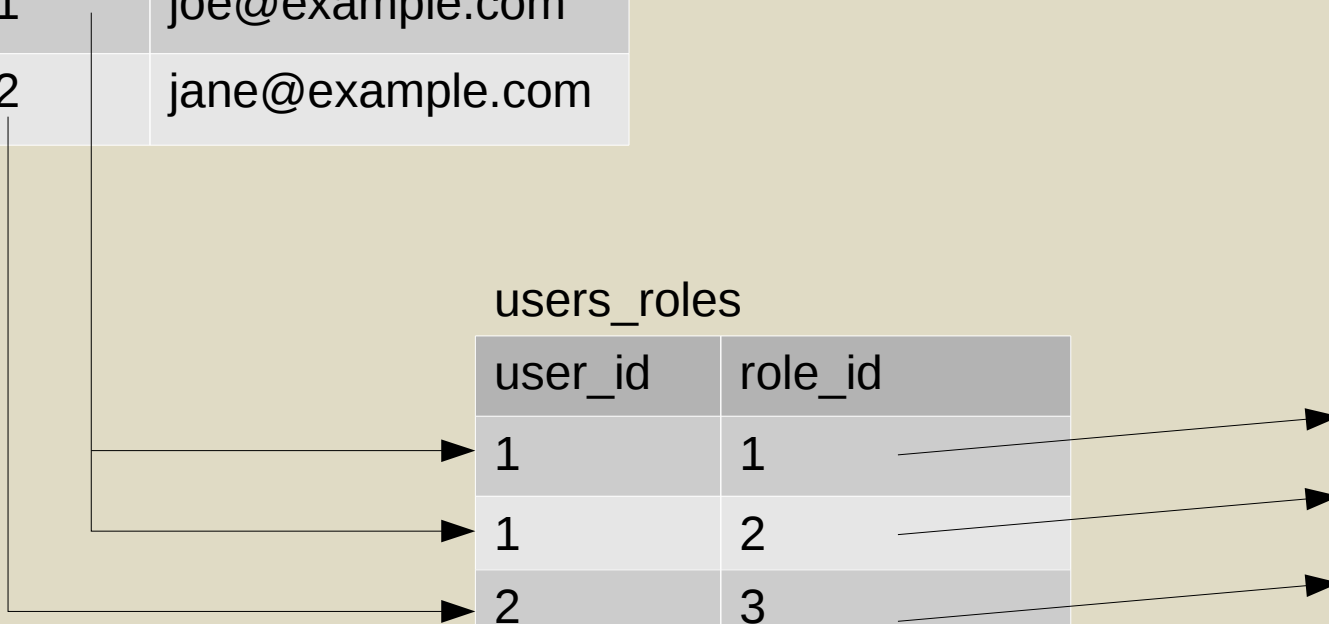 1 joe@example.com
2 jane@example.com
users_roles
user_id role_id
1 1
1 2
2 3